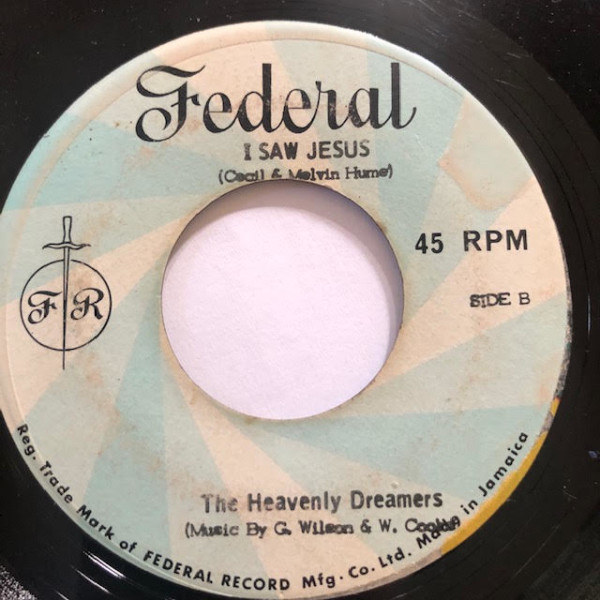 Federal
I SAW JESUS
(Cecil & Melvin Hume)
45 RPM
SIDE B
F R
The Heavenly Dreamers
(Music By G. Wilson & W. Cooke)
Reg. Trade Mark of FEDERAL RECORD Mfg. Co. Ltd. Made in Jamaica